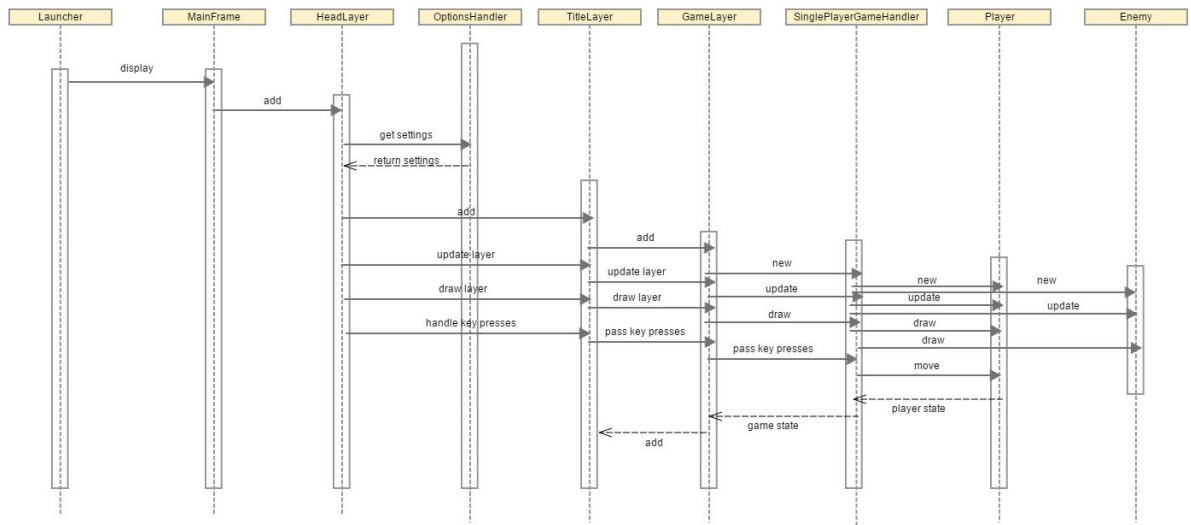 Launcher
MainFrame
HeadLayer
OptionsHandler
TitleLayer
GameLayer
SinglePlayerGameHandler
Player
Enemy
display
add
get settings
return settings
add
add
update layer
new
update layer
new
new
draw layer
update
draw layer
update
update
draw
handle key presses
draw
pass key presses
draw
pass key presses
move
player state
game state
add